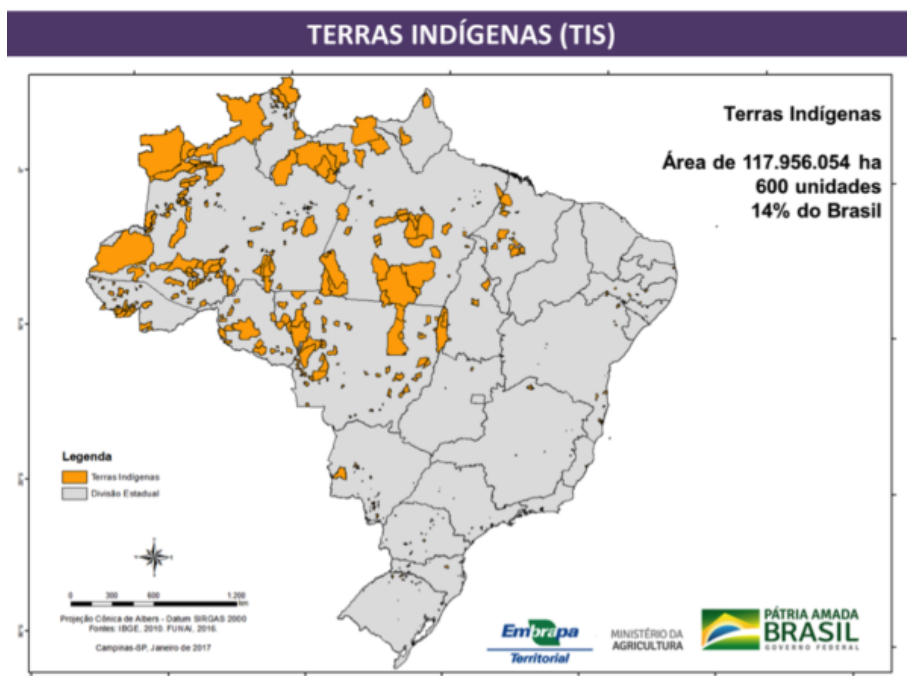 TERRAS INDÍGENAS (TIS)
Terras Indígenas
Área de 117.956.054 ha
600 unidades
14% do Brasil
Legenda
Terras Indígenas
Divisão Estadual
0 300 600 1.200
km
Projeção Cônica de Albers - Datum SIRGAS 2000
Fontes: IBGE, 2010. FUNAI, 2016.
Campinas-SP, Janeiro de 2017
Embrapa
Territorial
MINISTÉRIO DA
AGRICULTURA
PÁTRIA AMADA
BRASIL
GOVERNO FEDERAL